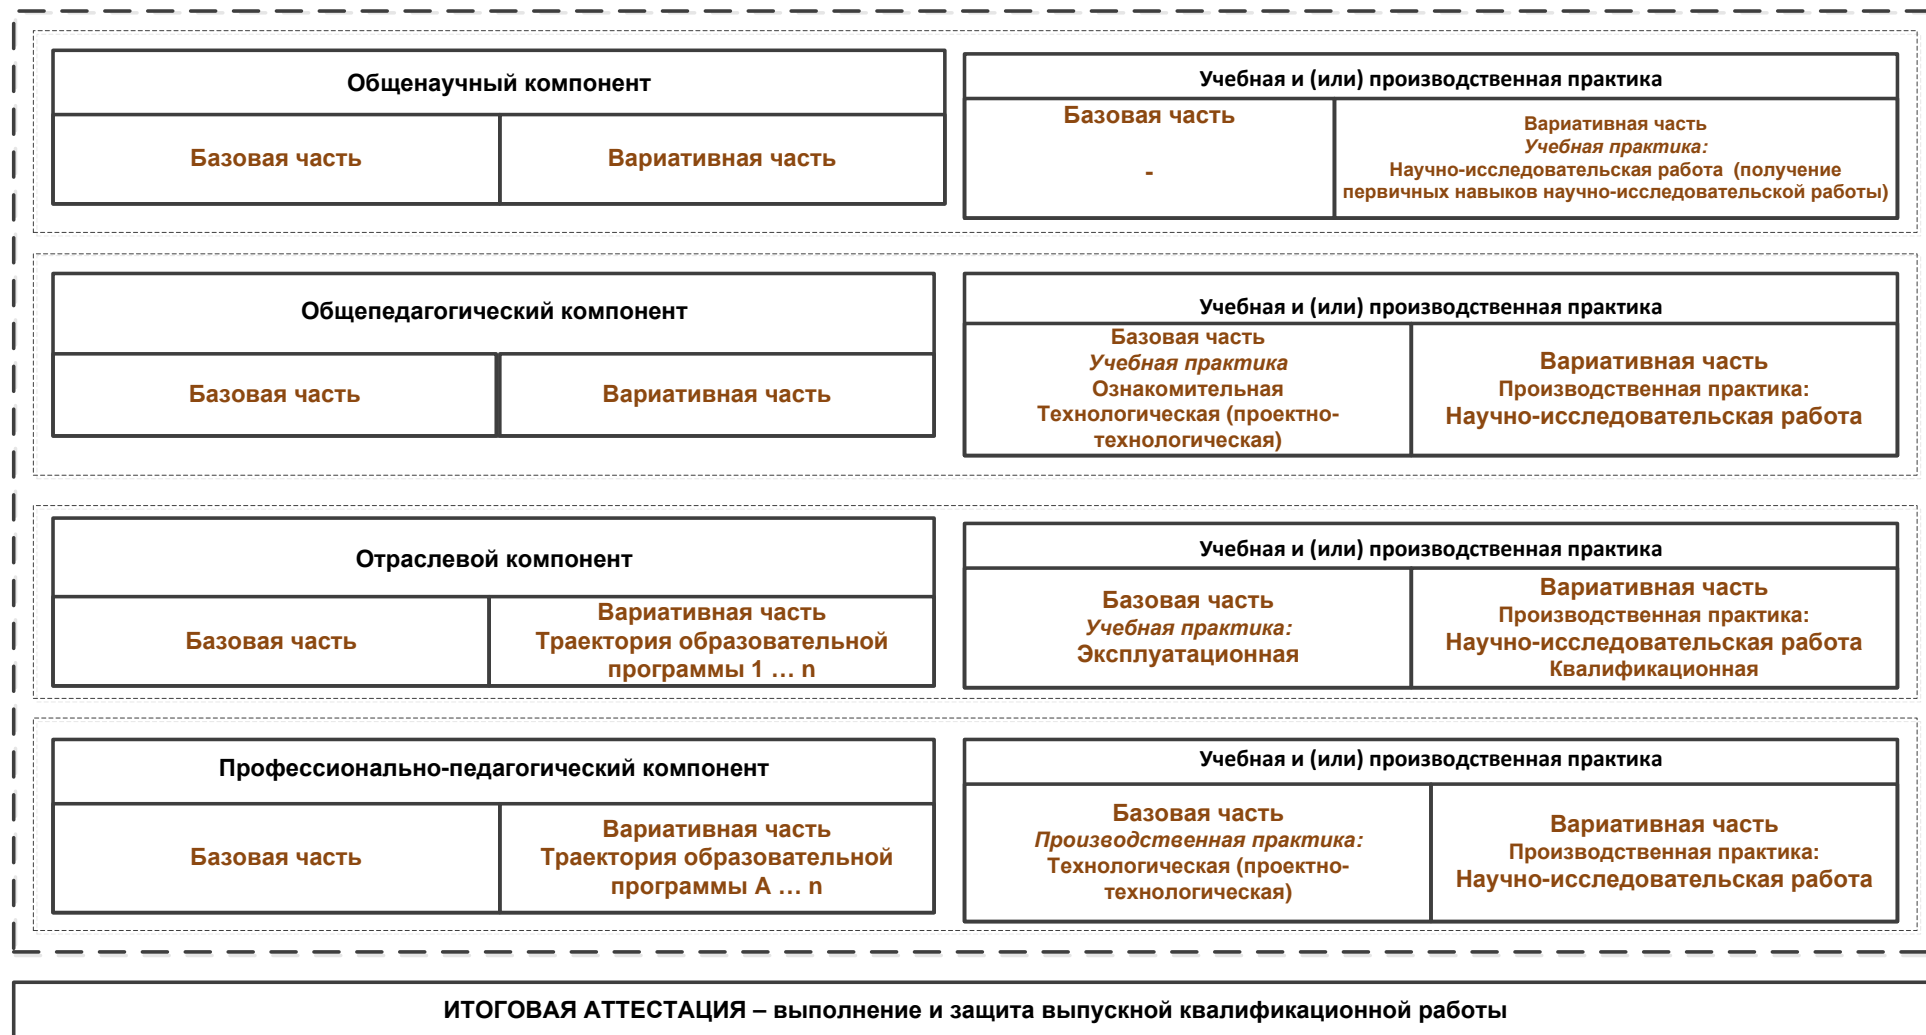 Общенаучный компонент
Базовая часть
Вариативная часть
Учебная и (или) производственная практика
Базовая часть
-
Вариативная часть
Учебная практика:
Научно-исследовательская работа (получение
первичных навыков научно-исследовательской работы)
Общепедагогический компонент
Базовая часть
Вариативная часть
Учебная и (или) производственная практика
Базовая часть
Учебная практика
Ознакомительная
Технологическая (проектно-
технологическая)
Вариативная часть
Производственная практика:
Научно-исследовательская работа
Отраслевой компонент
Базовая часть
Вариативная часть
Траектория образовательной
программы 1 … n
Учебная и (или) производственная практика
Базовая часть
Учебная практика:
Эксплуатационная
Вариативная часть
Производственная практика:
Научно-исследовательская работа
Квалификационная
Профессионально-педагогический компонент
Базовая часть
Вариативная часть
Траектория образовательной
программы А … n
Учебная и (или) производственная практика
Базовая часть
Производственная практика:
Технологическая (проектно-
технологическая)
Вариативная часть
Производственная практика:
Научно-исследовательская работа
ИТОГОВАЯ АТТЕСТАЦИЯ – выполнение и защита выпускной квалификационной работы